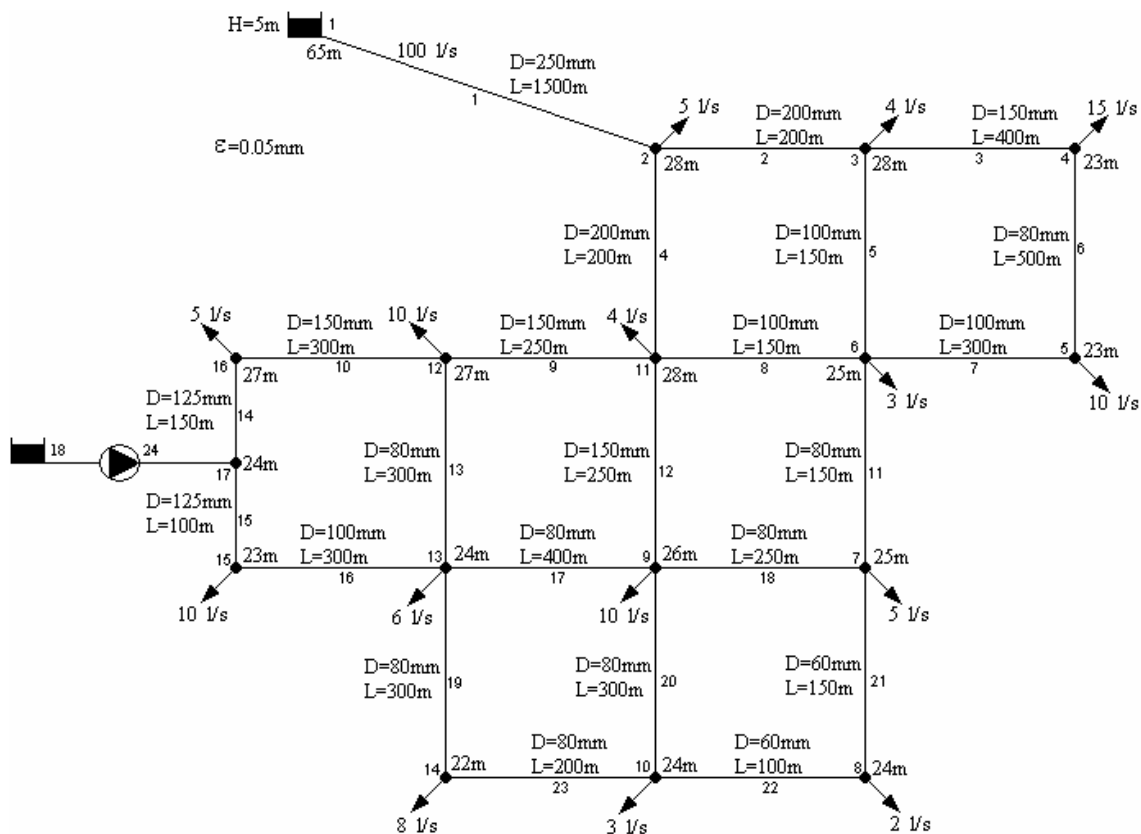 H=5m
1
65m
100 l/s
D=250mm
L=1500m
1
ε=0.05mm
5 l/s
D=200mm
L=200m
4 l/s
D=150mm
L=400m
15 l/s
2
28m
2
3
28m
3
4
23m
D=200mm
L=200m
4
D=100mm
L=150m
5
D=80mm
L=500m
6
5 l/s
D=150mm
L=300m
10 l/s
D=150mm
L=250m
4 l/s
D=100mm
L=150m
D=100mm
L=300m
16
27m
10
12
27m
9
11
28m
8
6
25m
7
5
23m
3 l/s
10 l/s
D=125mm
L=150m
14
18
24
17
24m
D=80mm
L=300m
13
D=150mm
L=250m
12
D=80mm
L=150m
11
D=125mm
L=100m
15
D=100mm
L=300m
D=80mm
L=400m
D=80mm
L=250m
15
23m
16
13
24m
17
9
26m
18
7
25m
10 l/s
6 l/s
10 l/s
5 l/s
D=80mm
L=300m
19
D=80mm
L=300m
20
D=60mm
L=150m
21
14
22m
D=80mm
L=200m
23
10
24m
D=60mm
L=100m
22
8
24m
8 l/s
3 l/s
2 l/s